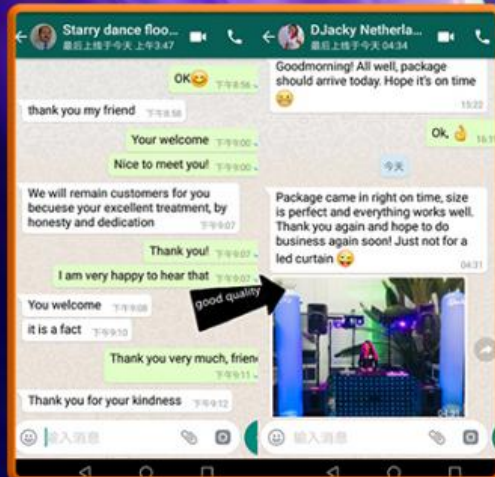 Starry dance floo...
最后上线于今天 上午3:47
OK😊 下午8:56
thank you my friend 下午8:58
Your welcome 下午9:00
Nice to meet you! 下午9:00
We will remain customers for you
becuese your excellent treatment, by
honesty and dedication 下午9:07
Thank you! 下午9:07
I am very happy to hear that 下午9:07
You welcome 下午9:08
it is a fact 下午9:10
Thank you very much, frien
下午9:11
Thank you for your kindness 下午9:12
输入消息
DJacky Netherla...
最后上线于今天 04:34
Goodmorning! All well, package
should arrive today. Hope it's on time
😁 15:22
Ok, 👌
今天
Package came in right on time, size
is perfect and everything works well.
Thank you again and hope to do
business again soon! Just not for a
led curtain 😜 04:31
good quality
04:31
输入消息